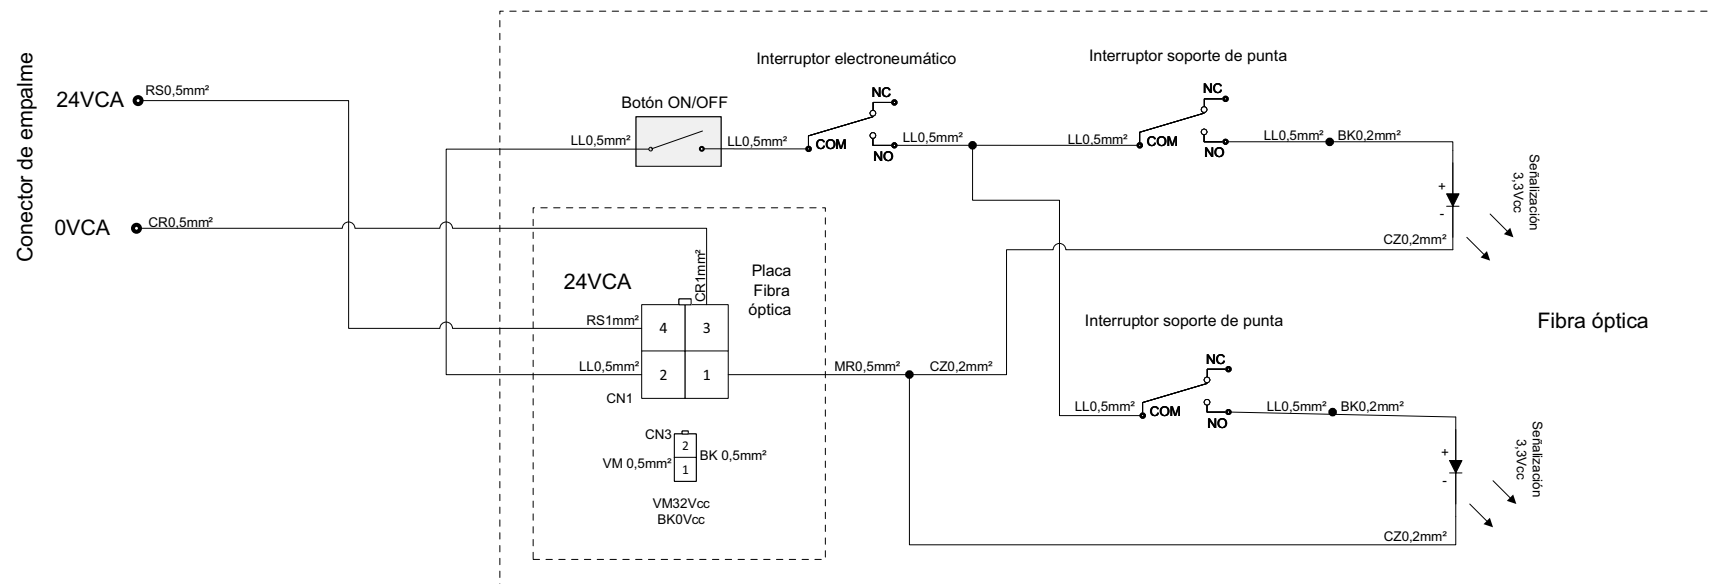 Conector de empalme
24VCA
RS0,5mm²
0VCA
CR0,5mm²
Botón ON/OFF
LL0,5mm²
LL0,5mm²
Interruptor electroneumático
NC
COM
NO
LL0,5mm²
Interruptor soporte de punta
LL0,5mm²
NC
COM
NO
LL0,5mm²
BK0,2mm²
+
-
Señalización
3,3Vcc
CZ0,2mm²
24VCA
CR1mm²
Placa
Fibra
óptica
RS1mm²
4
3
LL0,5mm²
2
1
CN1
MR0,5mm²
CZ0,2mm²
CN3
2
1
VM 0,5mm²
BK 0,5mm²
VM32Vcc
BK0Vcc
Interruptor soporte de punta
Fibra óptica
NC
LL0,5mm²
COM
NO
LL0,5mm²
BK0,2mm²
+
-
Señalización
3,3Vcc
CZ0,2mm²